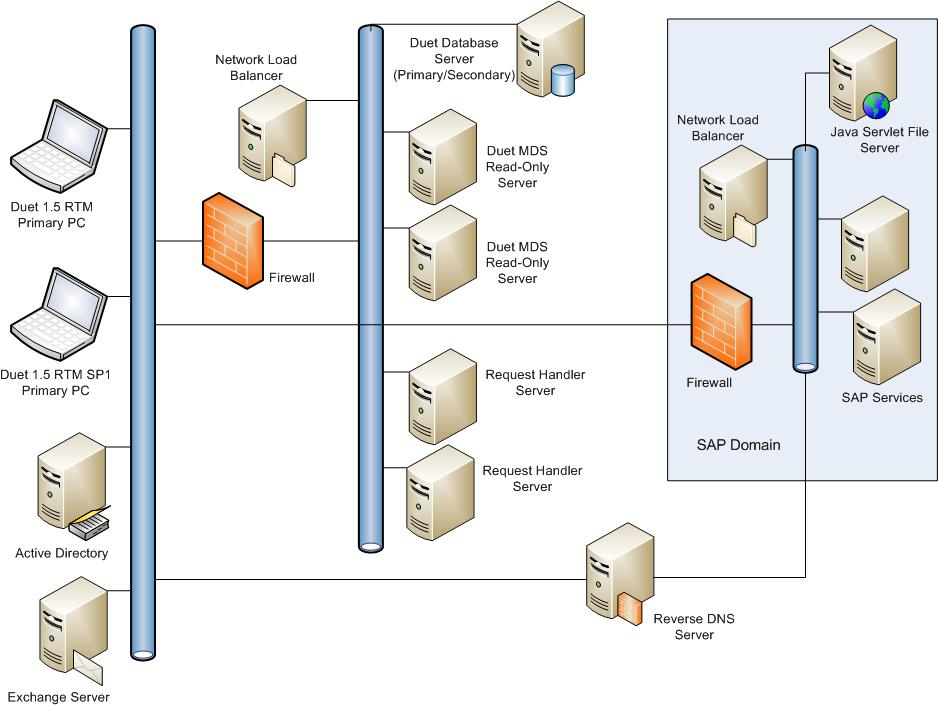 Network Load
Balancer
Duet Database
Server
(Primary/Secondary)
Java Servlet File
Server
Network Load
Balancer
Duet MDS
Read-Only
Server
Duet 1.5 RTM
Primary PC
Duet MDS
Read-Only
Server
Firewall
Duet 1.5 RTM SP1
Primary PC
Request Handler
Server
Firewall
SAP Services
SAP Domain
Request Handler
Server
Active Directory
Reverse DNS
Server
Exchange Server